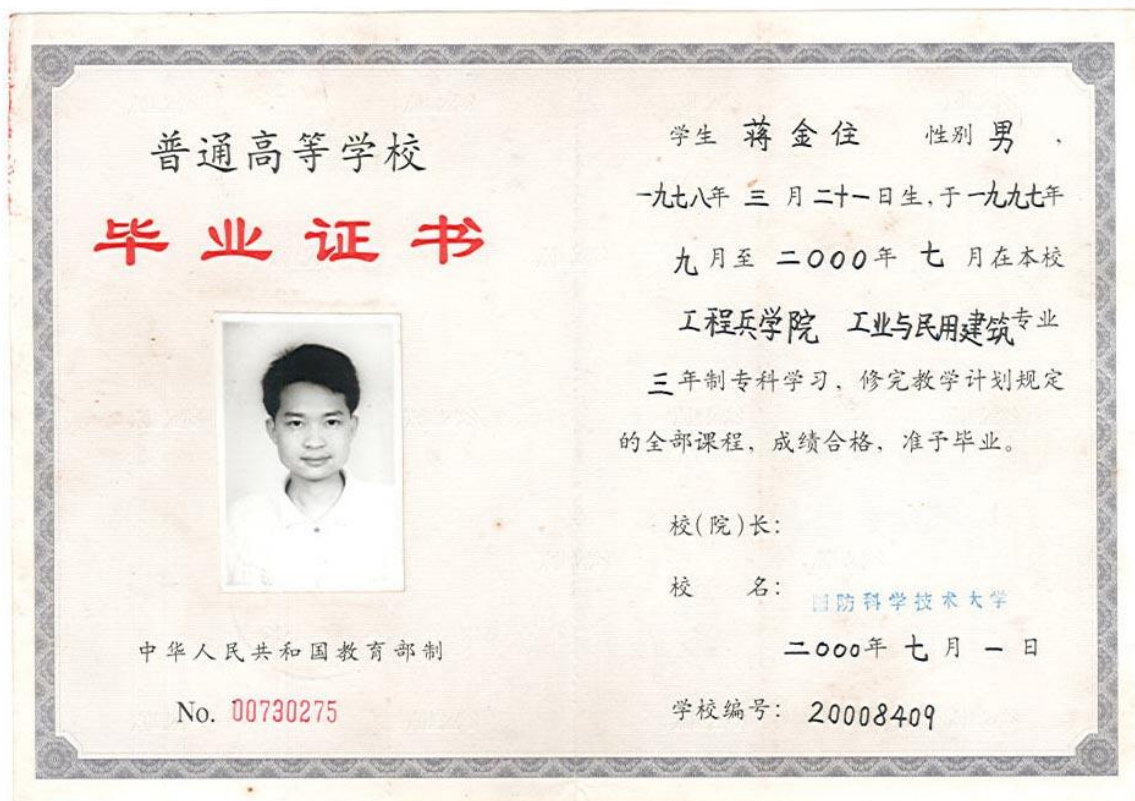 普通高等学校
毕业证书
中华人民共和国教育部制
No. 00730275
学生 蒋金住 性别 男 ，
一九七八年 三 月 二十一日生，于一九九七年
九月至 二〇〇〇年 七 月在本校
工程兵学院 工业与民用建筑专业
三年制专科学习，修完教学计划规定
的全部课程，成绩合格，准予毕业。
校(院)长：
校 名：
国防科学技术大学
二〇〇〇年 七 月 一 日
学校编号： 20008409